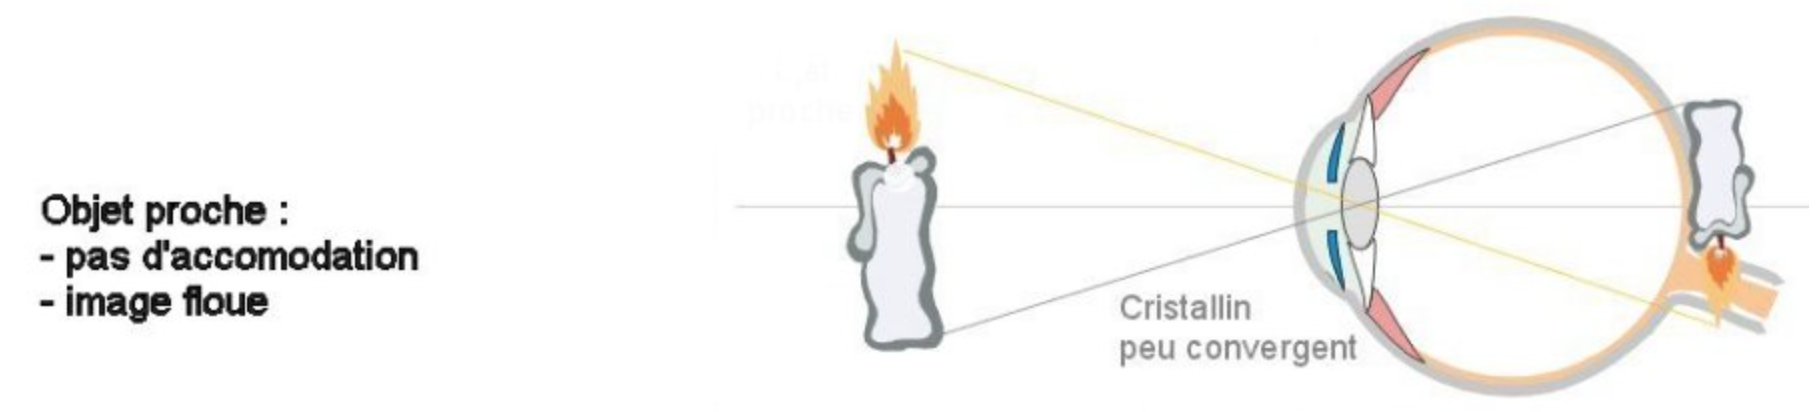 Objet proche :
- pas d'accomodation
- image floue
Cristallin
peu convergent